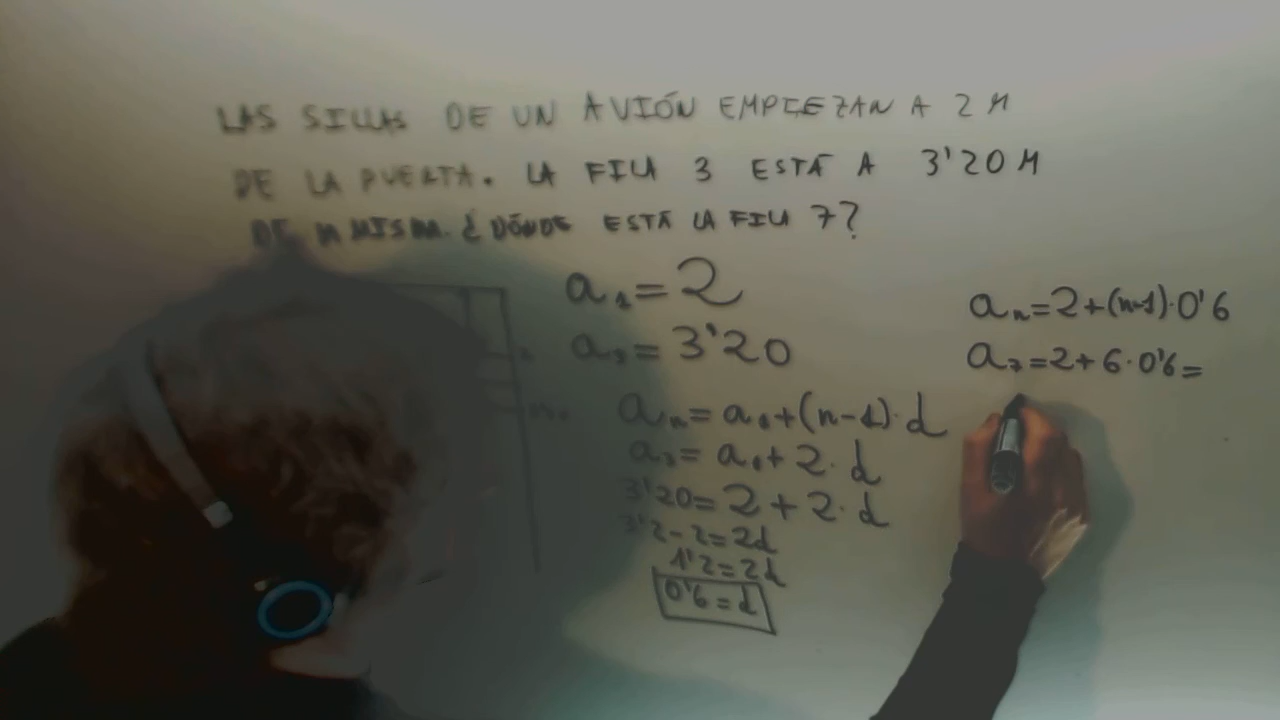 LAS SILLAS DE UN AVIÓN EMPIEZAN A 2 M
DE LA PUERTA. LA FILA 3 ESTÁ A 3'20 M
DE LA MISMA. ¿DÓNDE ESTÁ LA FILA 7?
a₁=2
a₃=3'20
aₙ=a₁+(n-1)·d
a₃=a₁+2·d
3'20=2+2·d
3'2-2=2d
1'2=2d
0'6=d
aₙ=2+(n-1)·0'6
a₇=2+6·0'6=